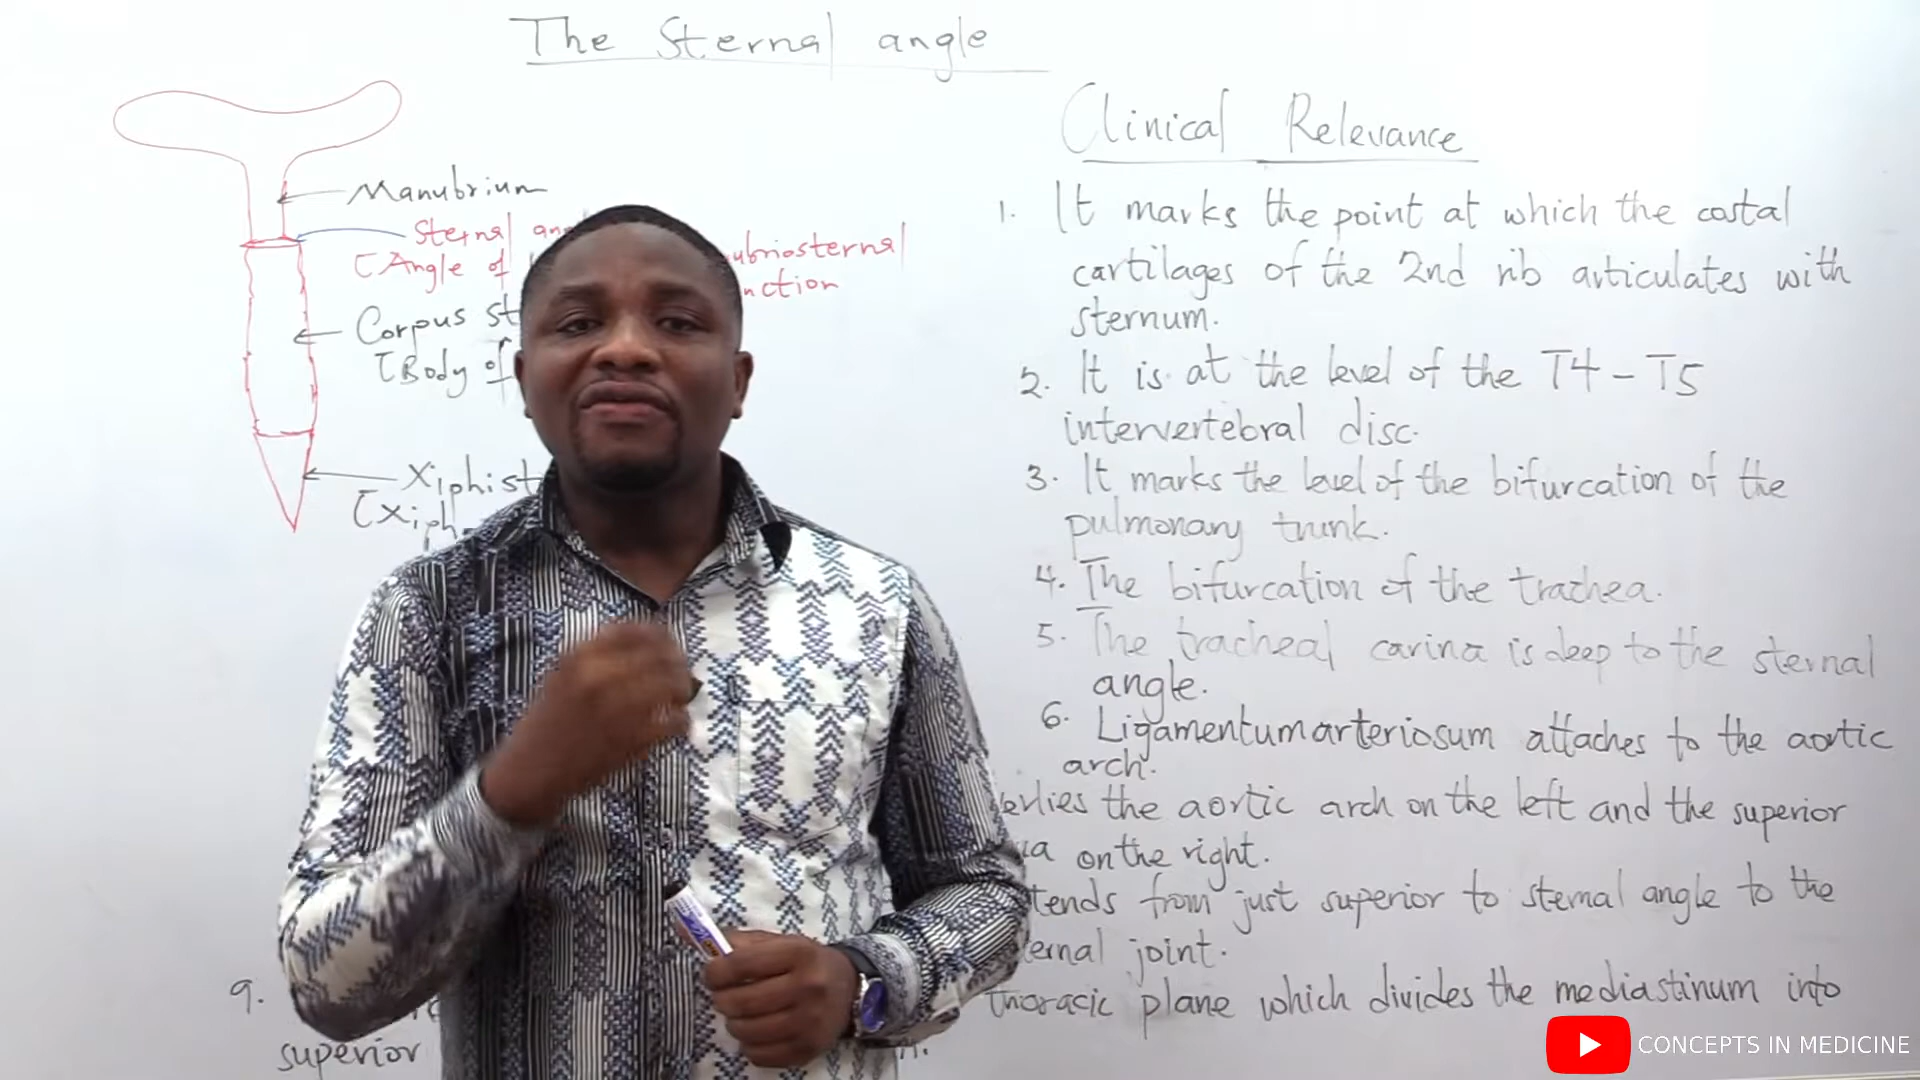 The Sternal angle
Manubrium
Sternal
ubriosternal
[Angle of
nction
Corpus st
[Body of
Xiphist
[Xiph
Clinical Relevance
1. It marks the point at which the costal
cartilages of the 2nd rib articulates with
sternum.
2. It is at the level of the T4-T5
intervertebral disc.
3. It marks the level of the bifurcation of the
pulmonary trunk.
4. The bifurcation of the trachea.
5. The tracheal carina is deep to the sternal
angle.
6. Ligamentum arteriosum attaches to the aortic
arch.
erlies the aortic arch on the left and the superior
on the right.
tends from just superior to sternal angle to the
ernal joint.
9. thoracic plane which divides the mediastinum into
superior
CONCEPTS IN MEDICINE